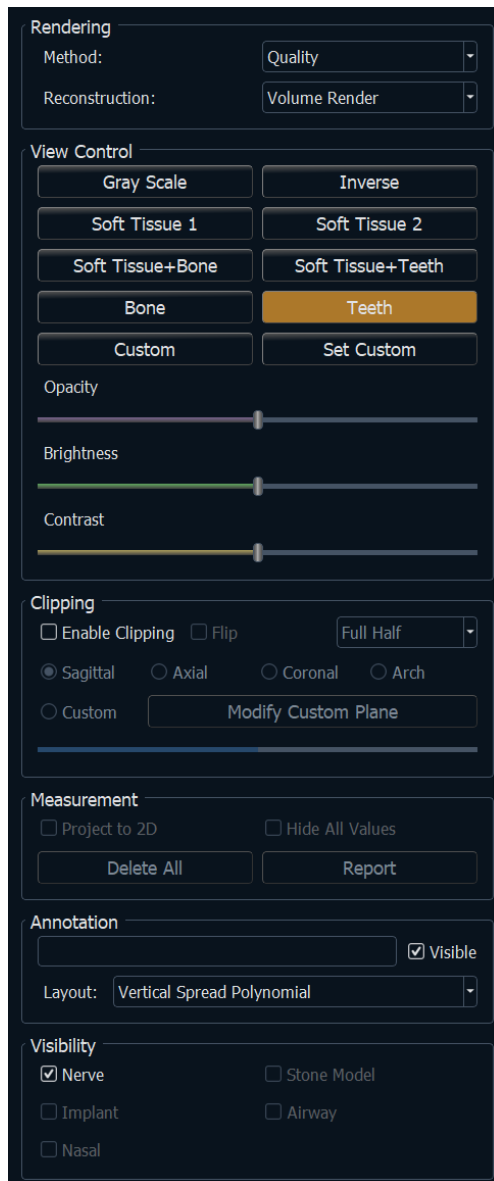 Rendering
Method: Quality
Reconstruction: Volume Render
View Control
Gray Scale Inverse
Soft Tissue 1 Soft Tissue 2
Soft Tissue+Bone Soft Tissue+Teeth
Bone Teeth
Custom Set Custom
Opacity
Brightness
Contrast
Clipping
Enable Clipping Flip Full Half
Sagittal Axial Coronal Arch
Custom Modify Custom Plane
Measurement
Project to 2D Hide All Values
Delete All Report
Annotation
Visible
Layout: Vertical Spread Polynomial
Visibility
Nerve Stone Model
Implant Airway
Nasal